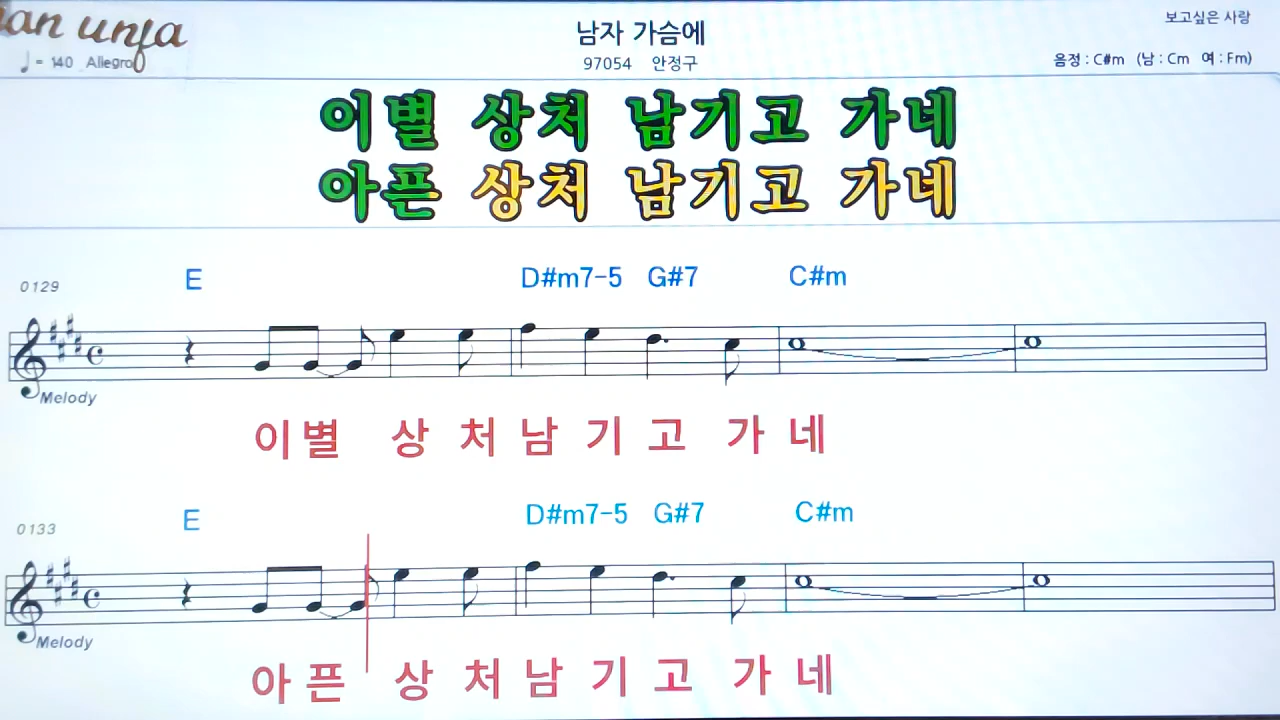 보고싶은 사랑
남자 가슴에
♩ = 140 Allegro
97054 안정구
음정 : C#m (남 : Cm 여 : Fm)
이별 상처 남기고 가네
아픈 상처 남기고 가네
0129
E D#m7-5 G#7 C#m
Melody
이 별 상 처 남 기 고 가 네
0133
E D#m7-5 G#7 C#m
Melody
아 픈 상 처 남 기 고 가 네